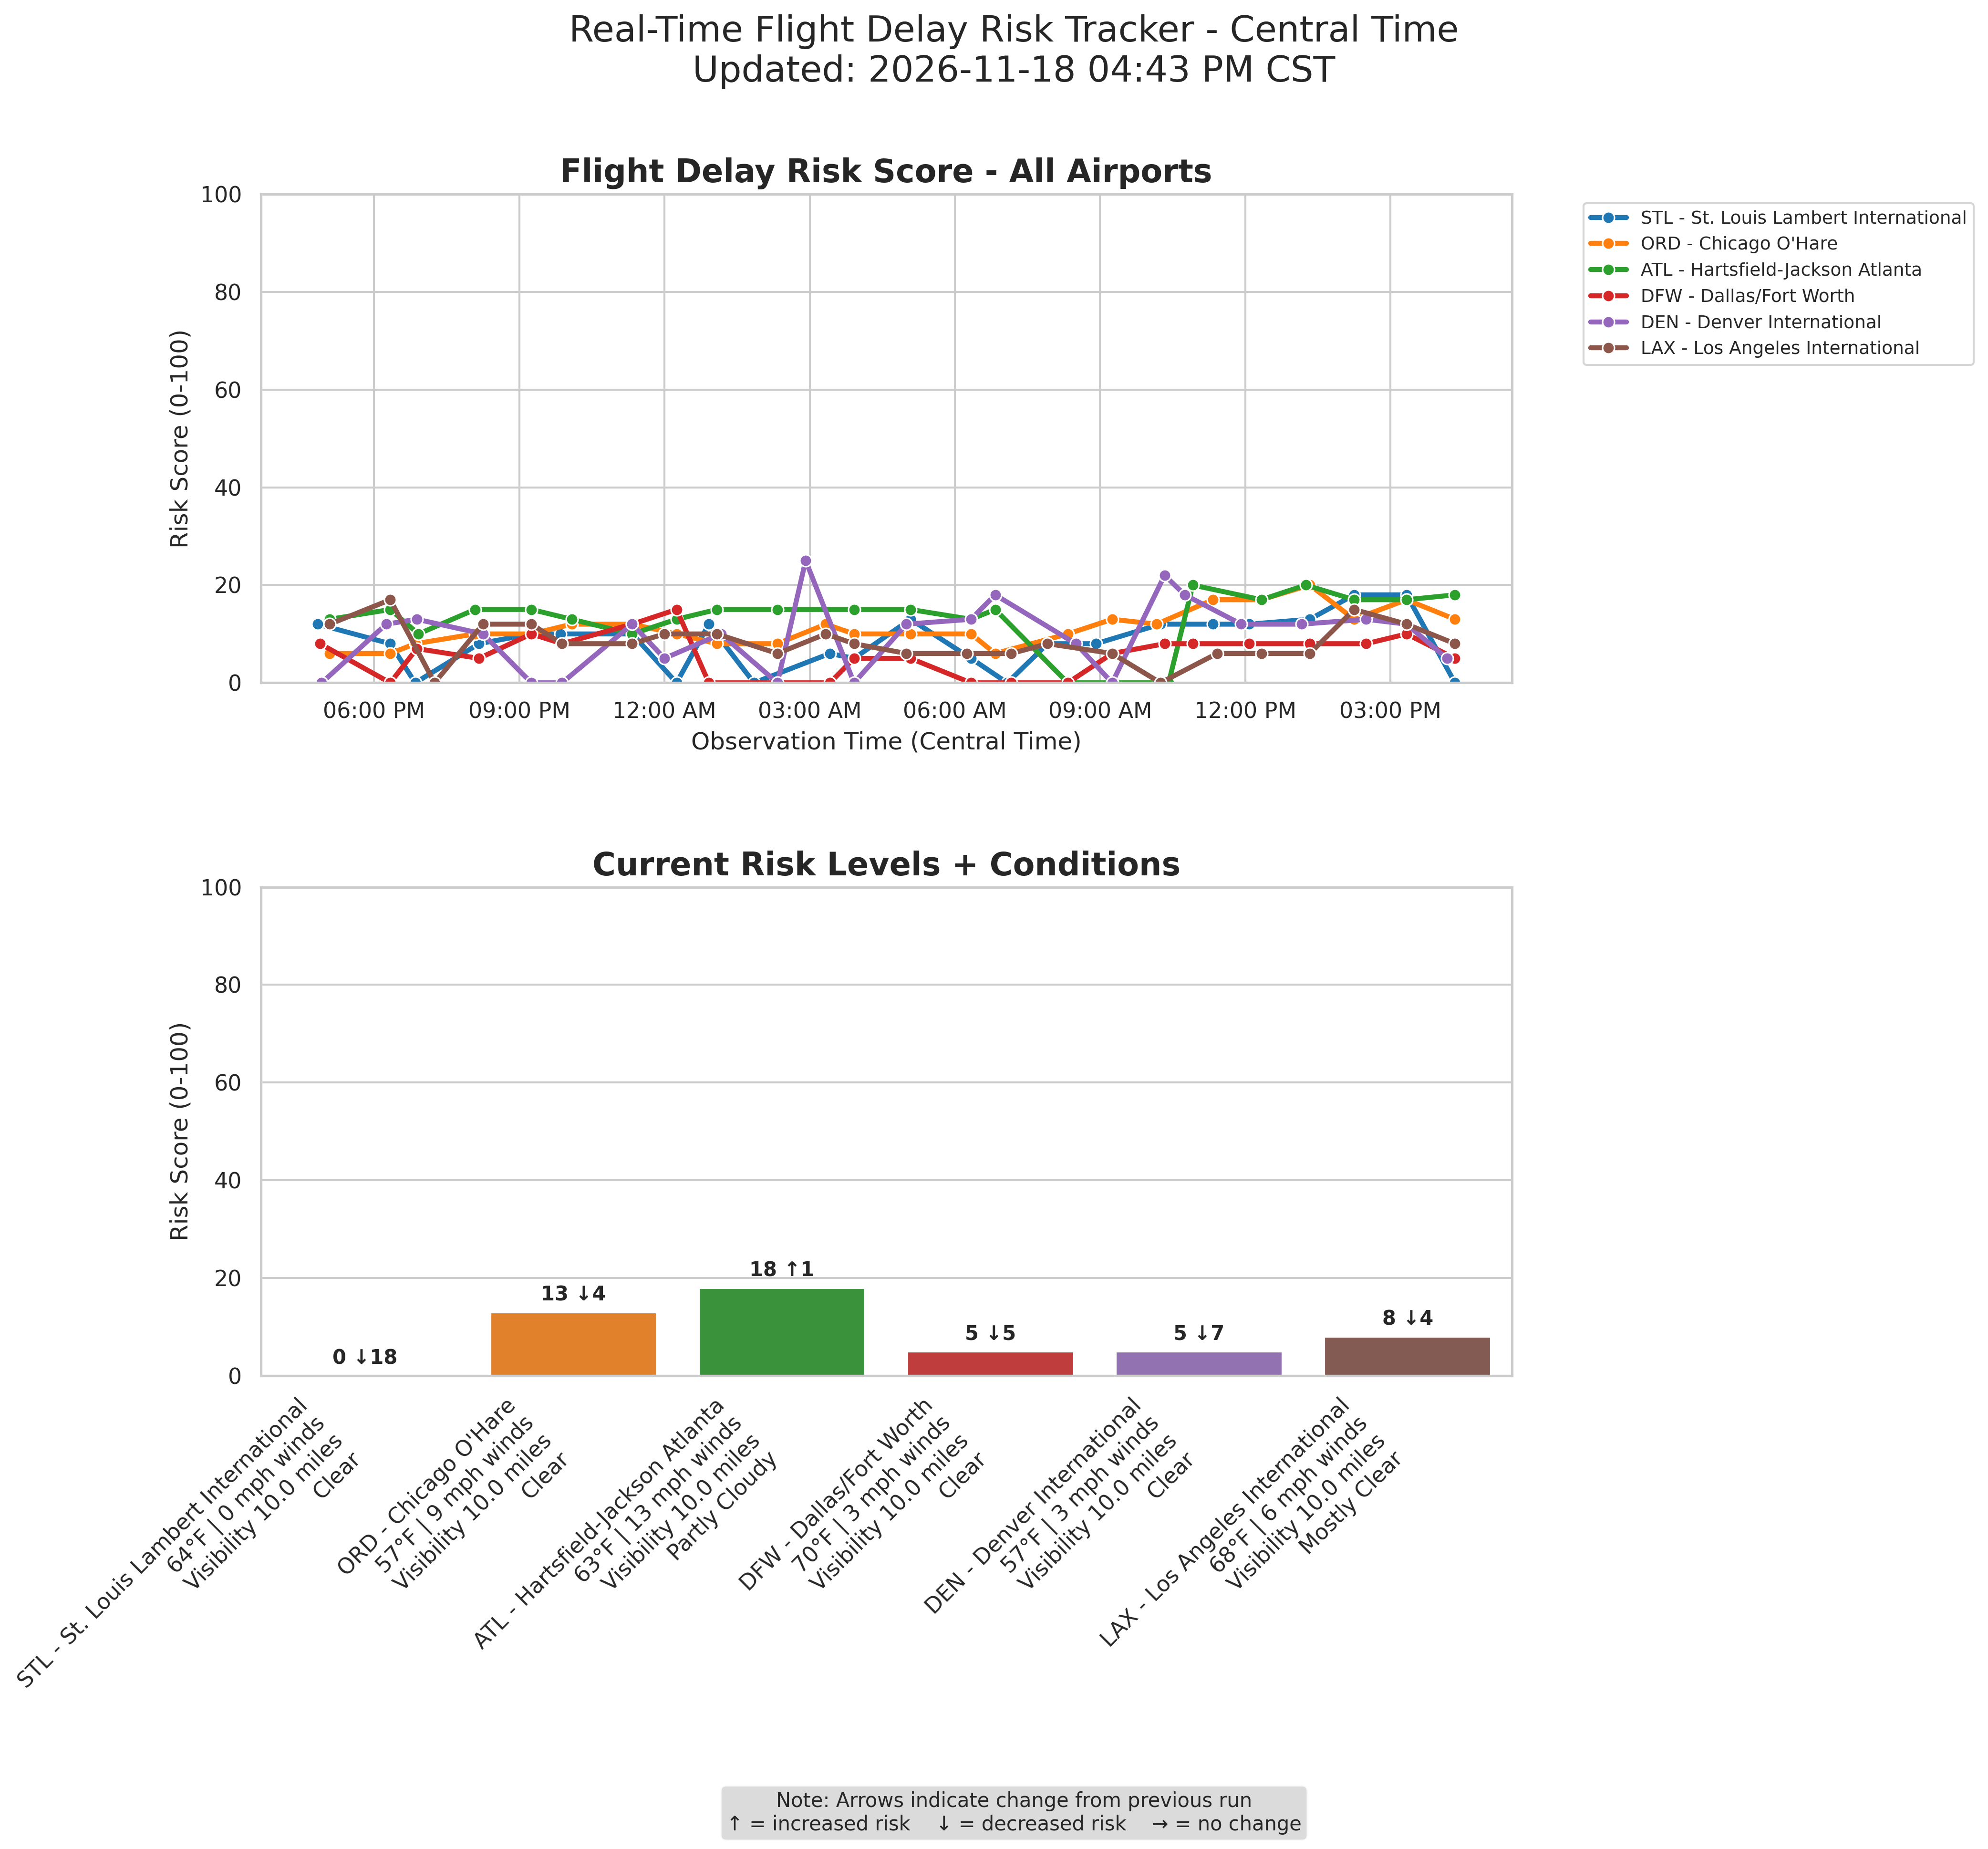 Real-Time Flight Delay Risk Tracker - Central Time
Updated: 2026-11-18 04:43 PM CST
Flight Delay Risk Score - All Airports
100
80
60
40
20
0
Risk Score (0-100)
06:00 PM
09:00 PM
12:00 AM
03:00 AM
06:00 AM
09:00 AM
12:00 PM
03:00 PM
Observation Time (Central Time)
STL - St. Louis Lambert International
ORD - Chicago O'Hare
ATL - Hartsfield-Jackson Atlanta
DFW - Dallas/Fort Worth
DEN - Denver International
LAX - Los Angeles International
Current Risk Levels + Conditions
100
80
60
40
20
0
Risk Score (0-100)
0 ↓18
13 ↓4
18 ↑1
5 ↓5
5 ↓7
8 ↓4
STL - St. Louis Lambert International
64°F | 0 mph winds
Visibility 10.0 miles
Clear
ORD - Chicago O'Hare
57°F | 9 mph winds
Visibility 10.0 miles
Clear
ATL - Hartsfield-Jackson Atlanta
63°F | 13 mph winds
Visibility 10.0 miles
Partly Cloudy
DFW - Dallas/Fort Worth
70°F | 3 mph winds
Visibility 10.0 miles
Clear
DEN - Denver International
57°F | 3 mph winds
Visibility 10.0 miles
Clear
LAX - Los Angeles International
68°F | 6 mph winds
Visibility 10.0 miles
Mostly Clear
Note: Arrows indicate change from previous run
↑ = increased risk    ↓ = decreased risk    → = no change